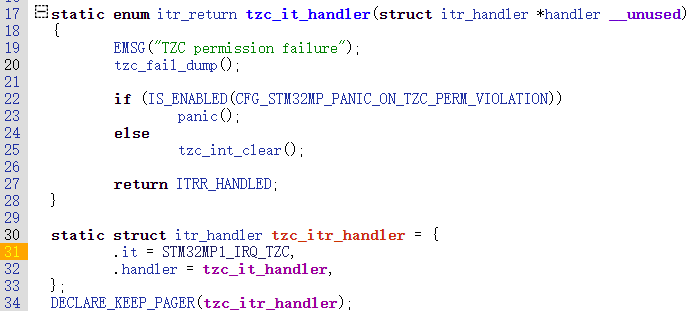 17 static enum itr_return tzc_it_handler(struct itr_handler *handler __unused)
18 {
19 EMSG("TZC permission failure");
20 tzc_fail_dump();
21
22 if (IS_ENABLED(CFG_STM32MP_PANIC_ON_TZC_PERM_VIOLATION))
23 panic();
24 else
25 tzc_int_clear();
26
27 return ITRR_HANDLED;
28 }
29
30 static struct itr_handler tzc_itr_handler = {
31 .it = STM32MP1_IRQ_TZC,
32 .handler = tzc_it_handler,
33 };
34 DECLARE_KEEP_PAGER(tzc_itr_handler);